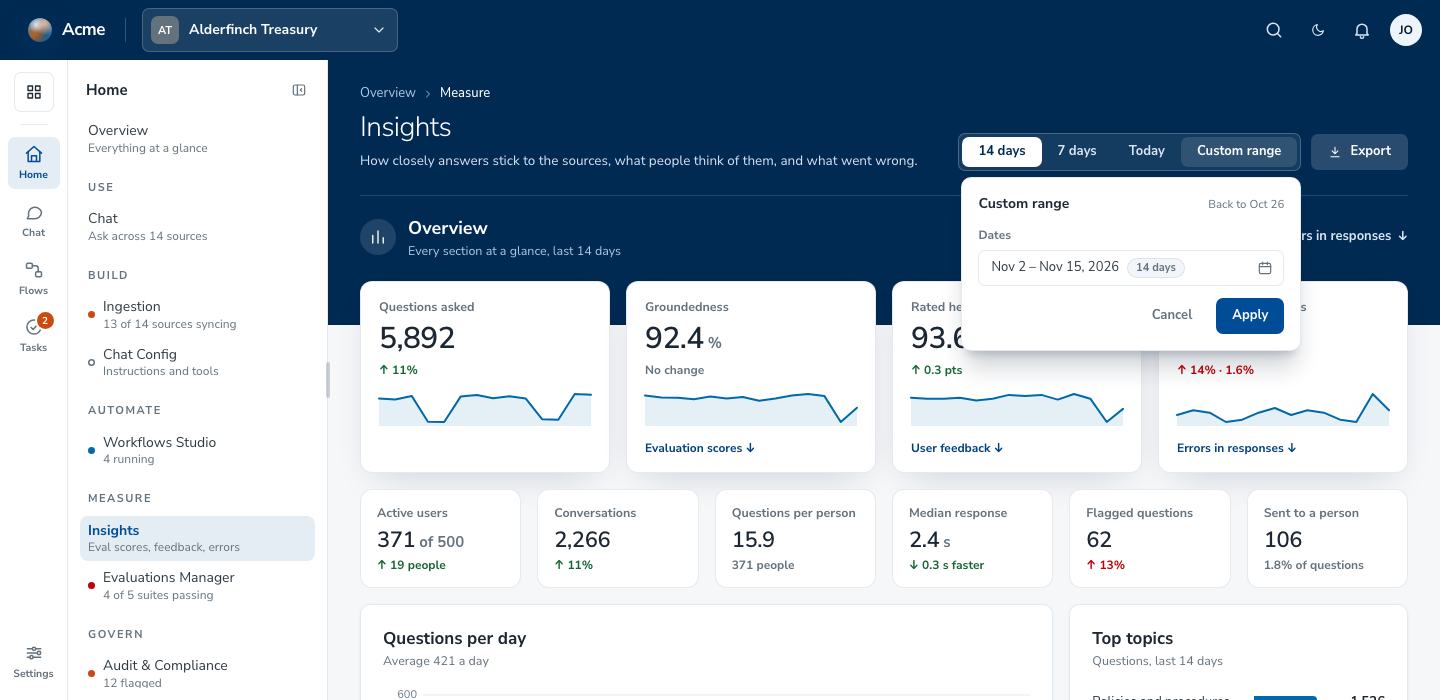 Acme
AT
Alderfinch Treasury
JO
Home
Chat
Flows
2
Tasks
Settings
Home
Overview
Everything at a glance
USE
Chat
Ask across 14 sources
BUILD
Ingestion
13 of 14 sources syncing
Chat Config
Instructions and tools
AUTOMATE
Workflows Studio
4 running
MEASURE
Insights
Eval scores, feedback, errors
Evaluations Manager
4 of 5 suites passing
GOVERN
Audit & Compliance
12 flagged
Overview > Measure
Insights
How closely answers stick to the sources, what people think of them, and what went wrong.
14 days
7 days
Today
Custom range
Export
Custom range
Back to Oct 26
Dates
Nov 2 – Nov 15, 2026
14 days
Cancel
Apply
Overview
Every section at a glance, last 14 days
rs in responses ↓
Questions asked
5,892
↑ 11%
Groundedness
92.4 %
No change
Evaluation scores ↓
Rated he
93.6
↑ 0.3 pts
User feedback ↓
↑ 14% · 1.6%
Errors in responses ↓
Active users
371 of 500
↑ 19 people
Conversations
2,266
↑ 11%
Questions per person
15.9
371 people
Median response
2.4 s
↓ 0.3 s faster
Flagged questions
62
↑ 13%
Sent to a person
106
1.8% of questions
Questions per day
Average 421 a day
600
Top topics
Questions, last 14 days